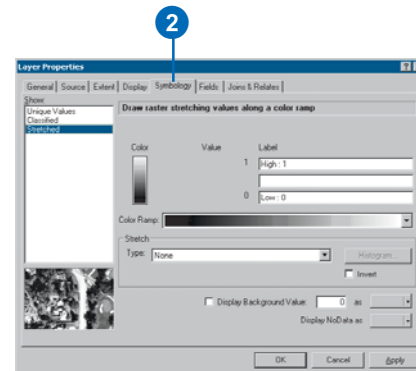 2
Layer Properties
General Source Extent Display Symbology Fields Joins & Relates
Show:
Unique Values
Classified
Stretched
Draw raster stretching values along a color ramp
Color Value Label
1 High : 1
0 Low : 0
Color Ramp:
Stretch
Type: None
Histogram...
Invert
Display Background Value: 0 as
Display NoData as
OK Cancel Apply